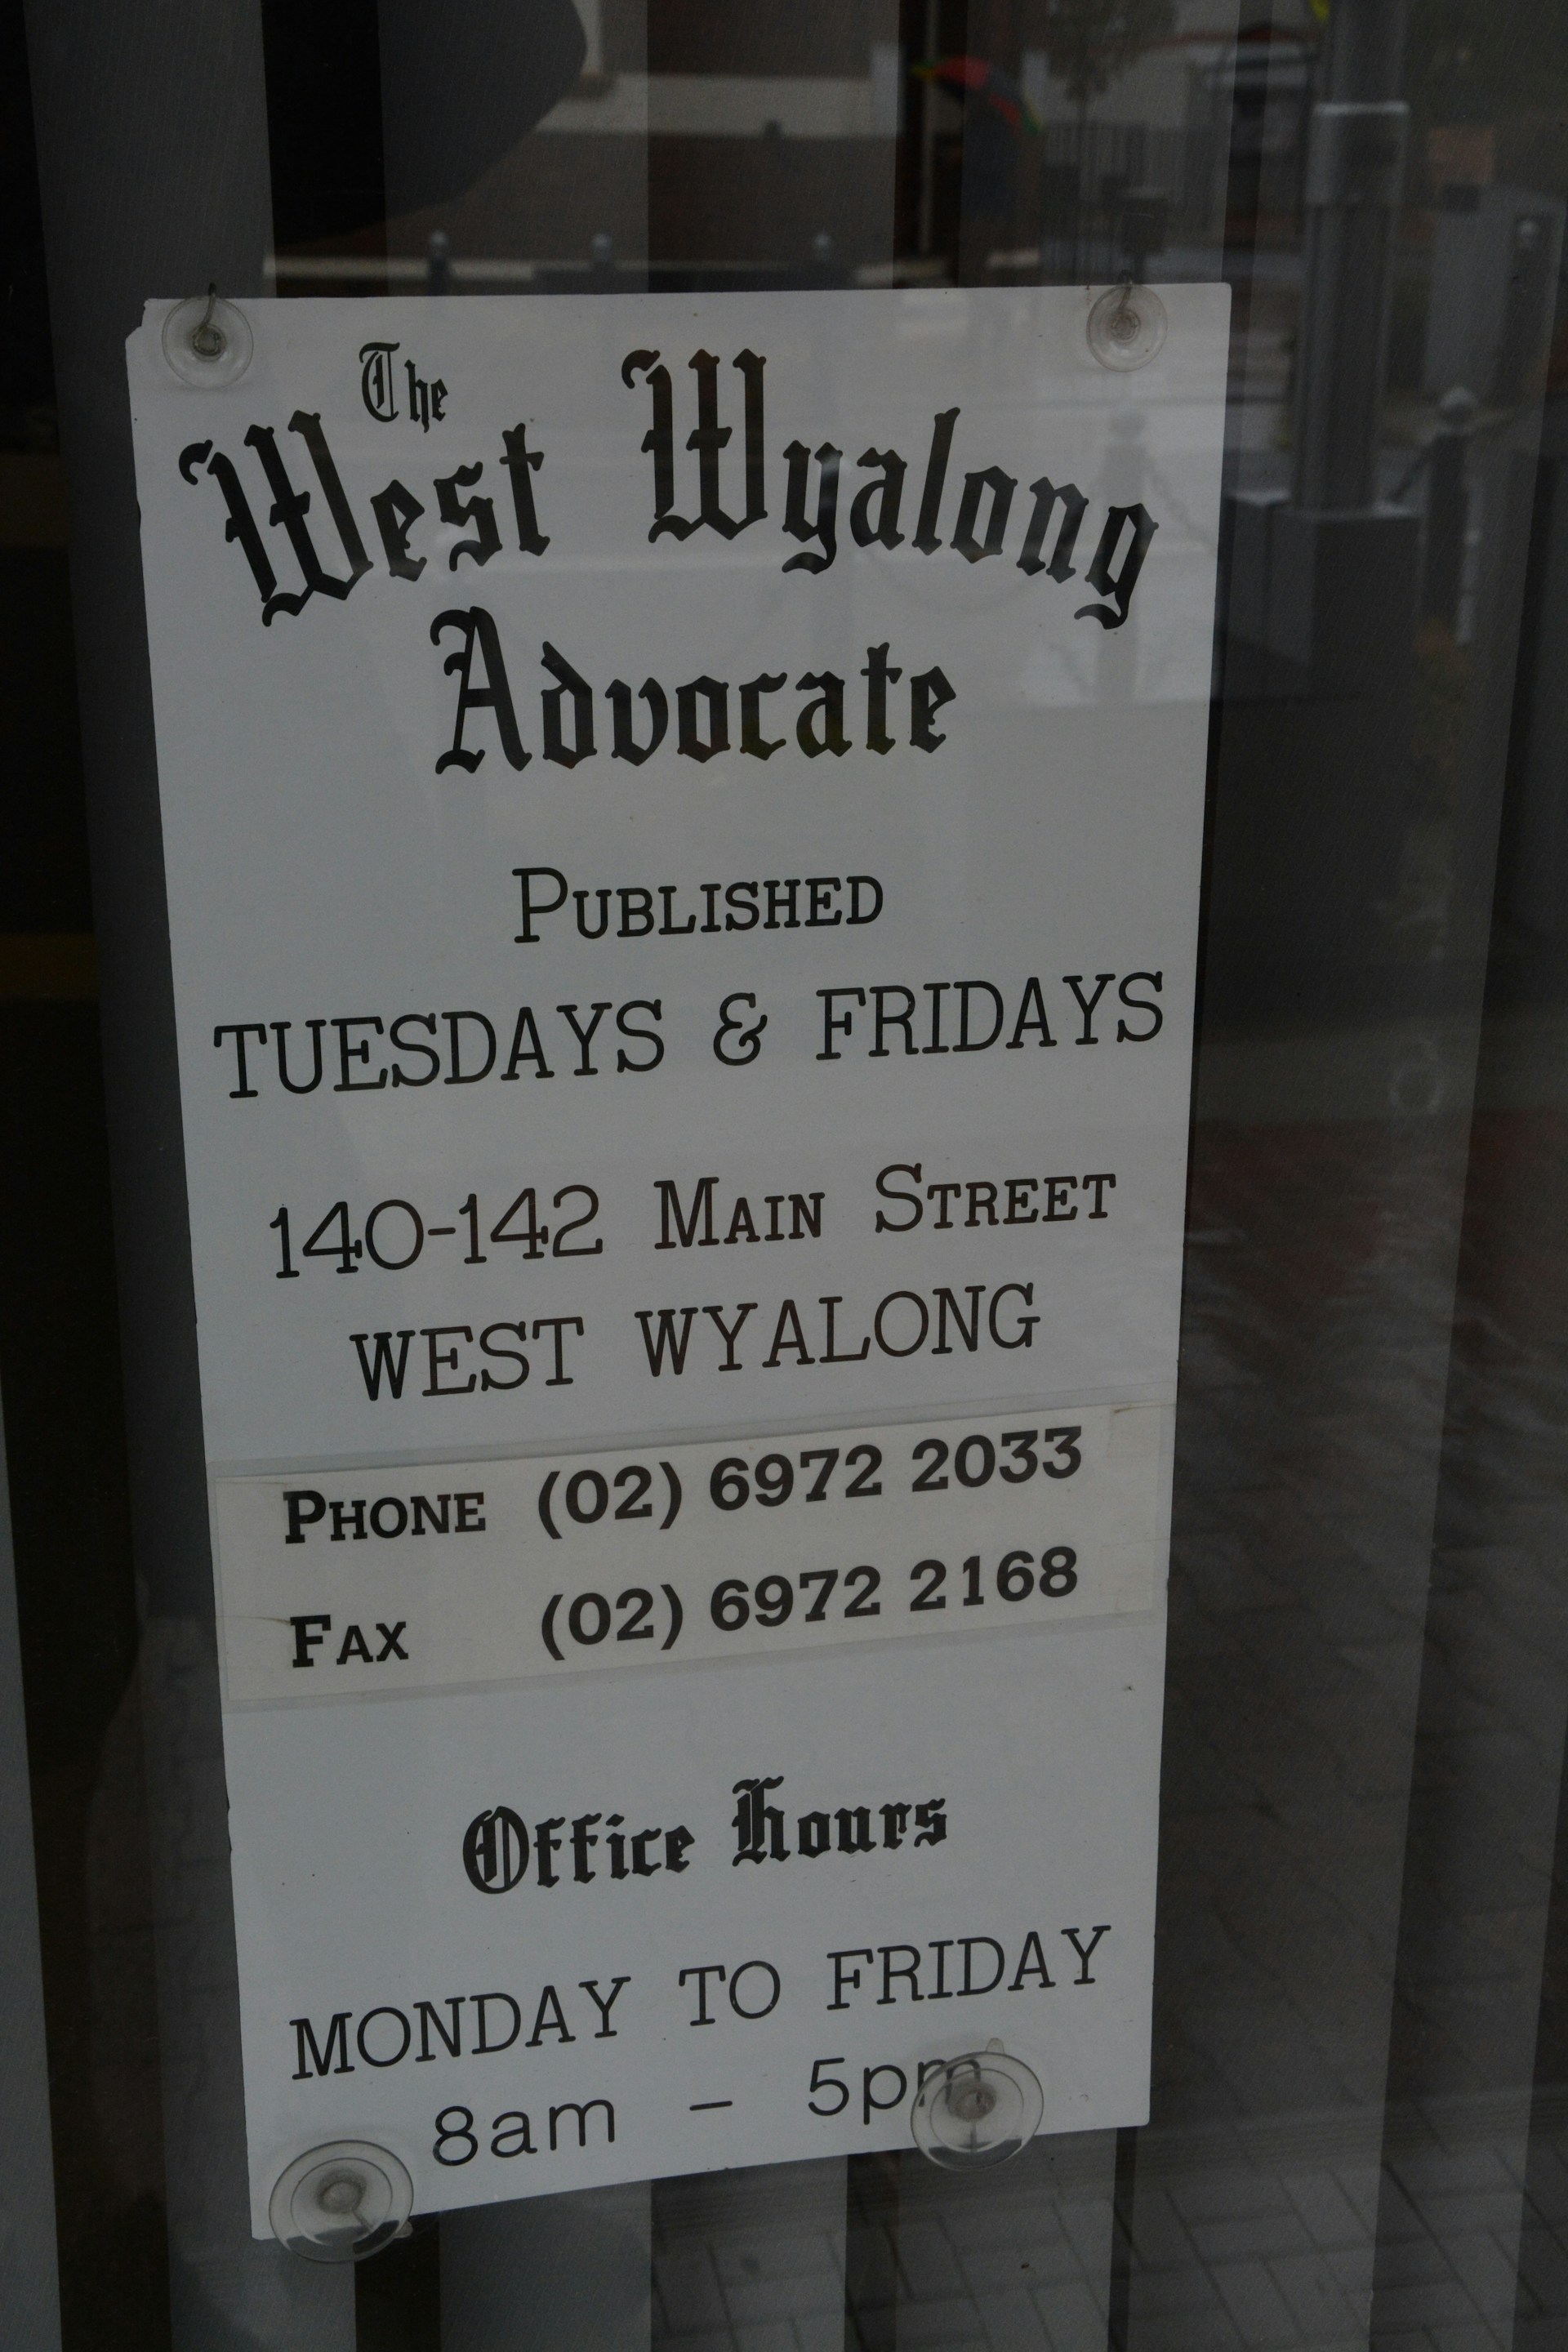 The
West Wyalong
Advocate
PUBLISHED
TUESDAYS & FRIDAYS
140-142 MAIN STREET
WEST WYALONG
PHONE (02) 6972 2033
FAX (02) 6972 2168
Office Hours
MONDAY TO FRIDAY
8am - 5pm